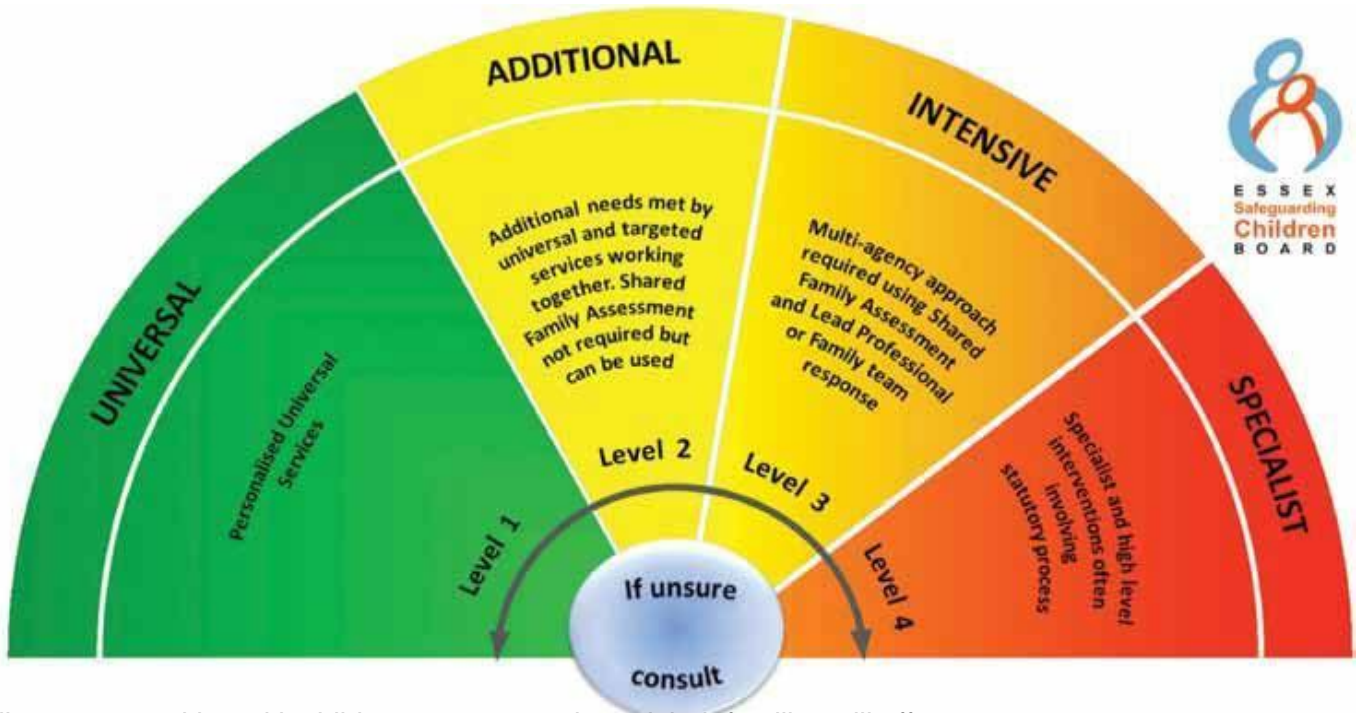 UNIVERSAL
Personalised Universal
Services
Level 1
ADDITIONAL
Additional needs met by
universal and targeted
services working
together. Shared
Family Assessment
not required but
can be used
Level 2
INTENSIVE
Multi-agency approach
required using Shared
Family Assessment
and Lead Professional
or Family team
response
Level 3
SPECIALIST
Specialist and high level
interventions often
involving
statutory process
Level 4
If unsure
consult
ESSEX
Safeguarding
Children
BOARD